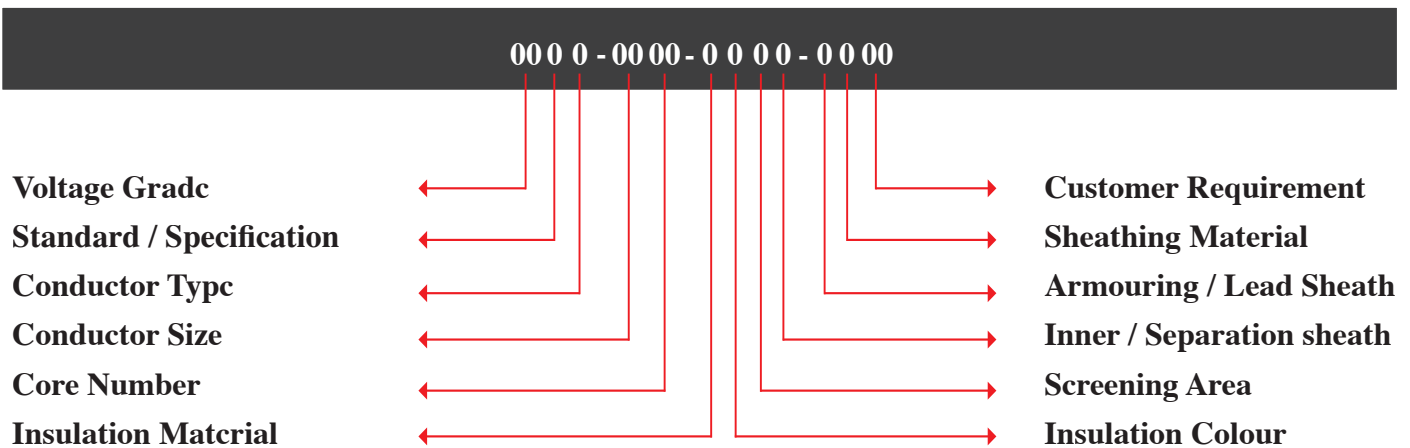 00 0 0 - 00 00 - 0 0 0 0 - 0 0 00
Voltage Gradc
Standard / Specification
Conductor Typc
Conductor Size
Core Number
Insulation Matcrial
Customer Requirement
Sheathing Material
Armouring / Lead Sheath
Inner / Separation sheath
Screening Area
Insulation Colour